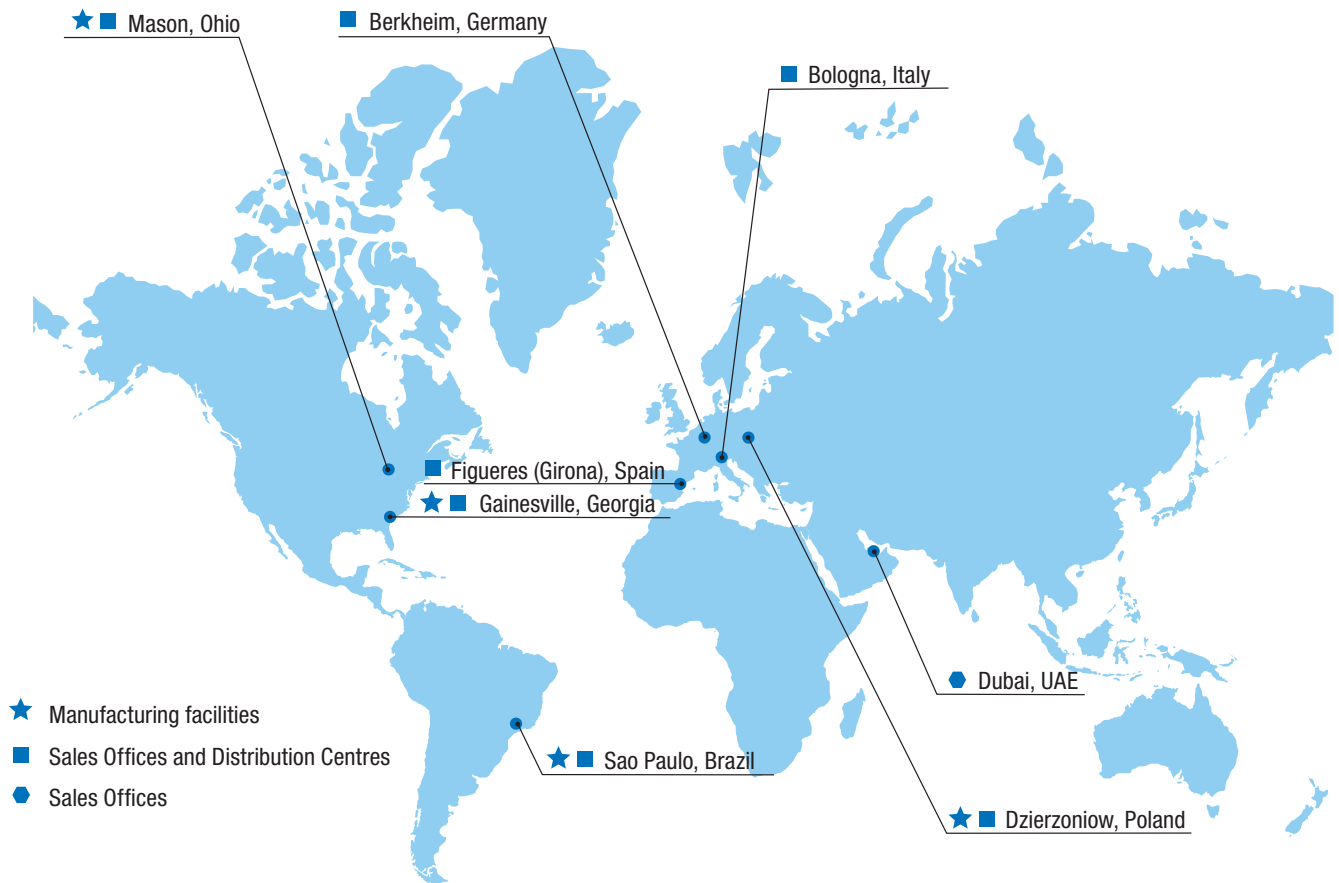 Mason, Ohio
Berkheim, Germany
Bologna, Italy
Figueres (Girona), Spain
Gainesville, Georgia
Dubai, UAE
Manufacturing facilities
Sales Offices and Distribution Centres
Sao Paulo, Brazil
Sales Offices
Dzierzoniow, Poland